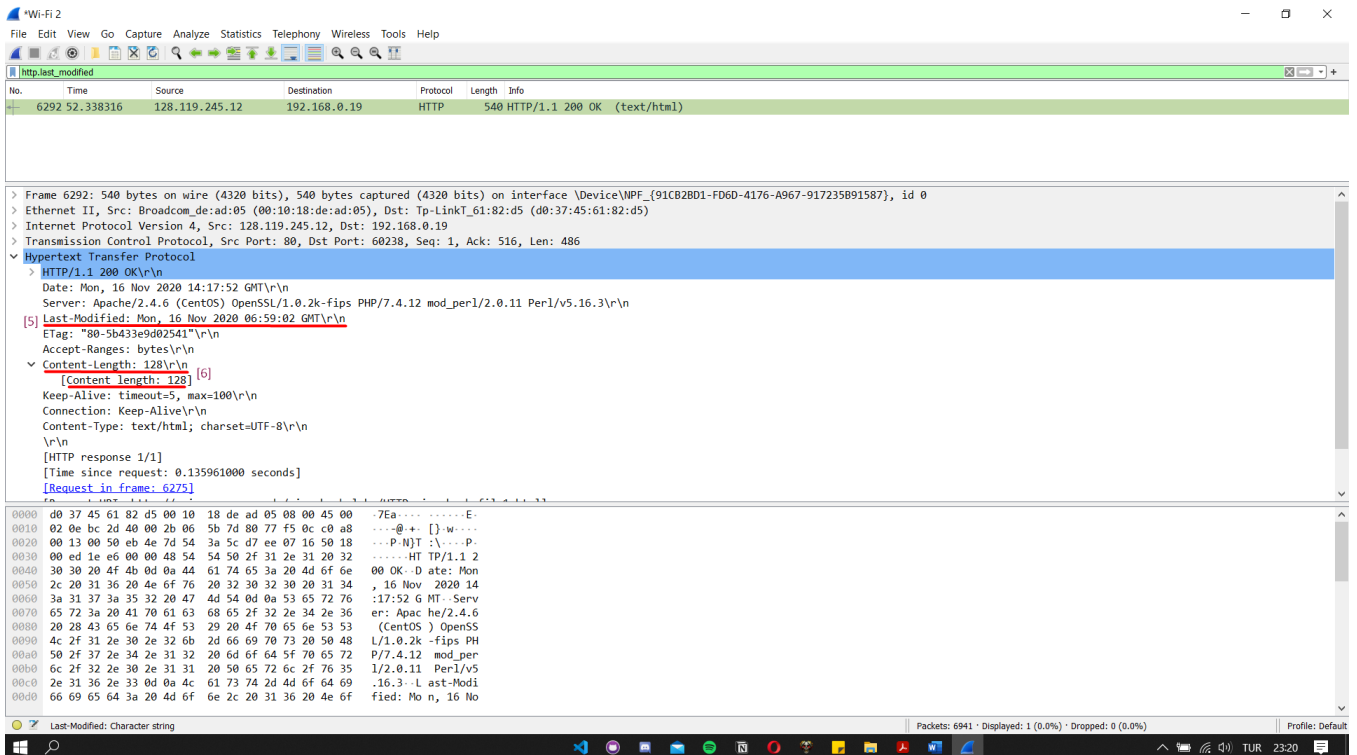 *Wi-Fi 2
File Edit View Go Capture Analyze Statistics Telephony Wireless Tools Help
http.last_modified
No. Time Source Destination Protocol Length Info
6292 52.338316 128.119.245.12 192.168.0.19 HTTP 540 HTTP/1.1 200 OK (text/html)
> Frame 6292: 540 bytes on wire (4320 bits), 540 bytes captured (4320 bits) on interface \Device\NPF_{91CB2BD1-FD6D-4176-A967-917235B91587}, id 0
> Ethernet II, Src: Broadcom_de:ad:05 (00:10:18:de:ad:05), Dst: Tp-LinkT_61:82:d5 (d0:37:45:61:82:d5)
> Internet Protocol Version 4, Src: 128.119.245.12, Dst: 192.168.0.19
> Transmission Control Protocol, Src Port: 80, Dst Port: 60238, Seq: 1, Ack: 516, Len: 486
Hypertext Transfer Protocol
> HTTP/1.1 200 OK\r\n
Date: Mon, 16 Nov 2020 14:17:52 GMT\r\n
Server: Apache/2.4.6 (CentOS) OpenSSL/1.0.2k-fips PHP/7.4.12 mod_perl/2.0.11 Perl/v5.16.3\r\n
[5] Last-Modified: Mon, 16 Nov 2020 06:59:02 GMT\r\n
ETag: "80-5b433e9d02541"\r\n
Accept-Ranges: bytes\r\n
Content-Length: 128\r\n
[Content length: 128] [6]
Keep-Alive: timeout=5, max=100\r\n
Connection: Keep-Alive\r\n
Content-Type: text/html; charset=UTF-8\r\n
\r\n
[HTTP response 1/1]
[Time since request: 0.135961000 seconds]
[Request in frame: 6275]
0000 d0 37 45 61 82 d5 00 10 18 de ad 05 08 00 45 00 ·7Ea···· ······E·
0010 02 0e bc 2d 40 00 2b 06 5b 7d 80 77 f5 0c c0 a8 ···-@·+· [}·w····
0020 00 13 00 50 eb 4e 7d 54 3a 5c d7 ee 07 16 50 18 ···P·N}T :\····P·
0030 00 ed 1e e6 00 00 48 54 54 50 2f 31 2e 31 20 32 ······HT TP/1.1 2
0040 30 30 20 4f 4b 0d 0a 44 61 74 65 3a 20 4d 6f 6e 00 OK··D ate: Mon
0050 2c 20 31 36 20 4e 6f 76 20 32 30 32 30 20 31 34 , 16 Nov 2020 14
0060 3a 31 37 3a 35 32 20 47 4d 54 0d 0a 53 65 72 76 :17:52 G MT··Serv
0070 65 72 3a 20 41 70 61 63 68 65 2f 32 2e 34 2e 36 er: Apac he/2.4.6
0080 20 28 43 65 6e 74 4f 53 29 20 4f 70 65 6e 53 53 (CentOS ) OpenSS
0090 4c 2f 31 2e 30 2e 32 6b 2d 66 69 70 73 20 50 48 L/1.0.2k -fips PH
00a0 50 2f 37 2e 34 2e 31 32 20 6d 6f 64 5f 70 65 72 P/7.4.12 mod_per
00b0 6c 2f 32 2e 30 2e 31 31 20 50 65 72 6c 2f 76 35 l/2.0.11 Perl/v5
00c0 2e 31 36 2e 33 0d 0a 4c 61 73 74 2d 4d 6f 64 69 .16.3··L ast-Modi
00d0 66 69 65 64 3a 20 4d 6f 6e 2c 20 31 36 20 4e 6f fied: Mo n, 16 No
Last-Modified: Character string Packets: 6941 · Displayed: 1 (0.0%) · Dropped: 0 (0.0%) Profile: Default
TUR 23:20